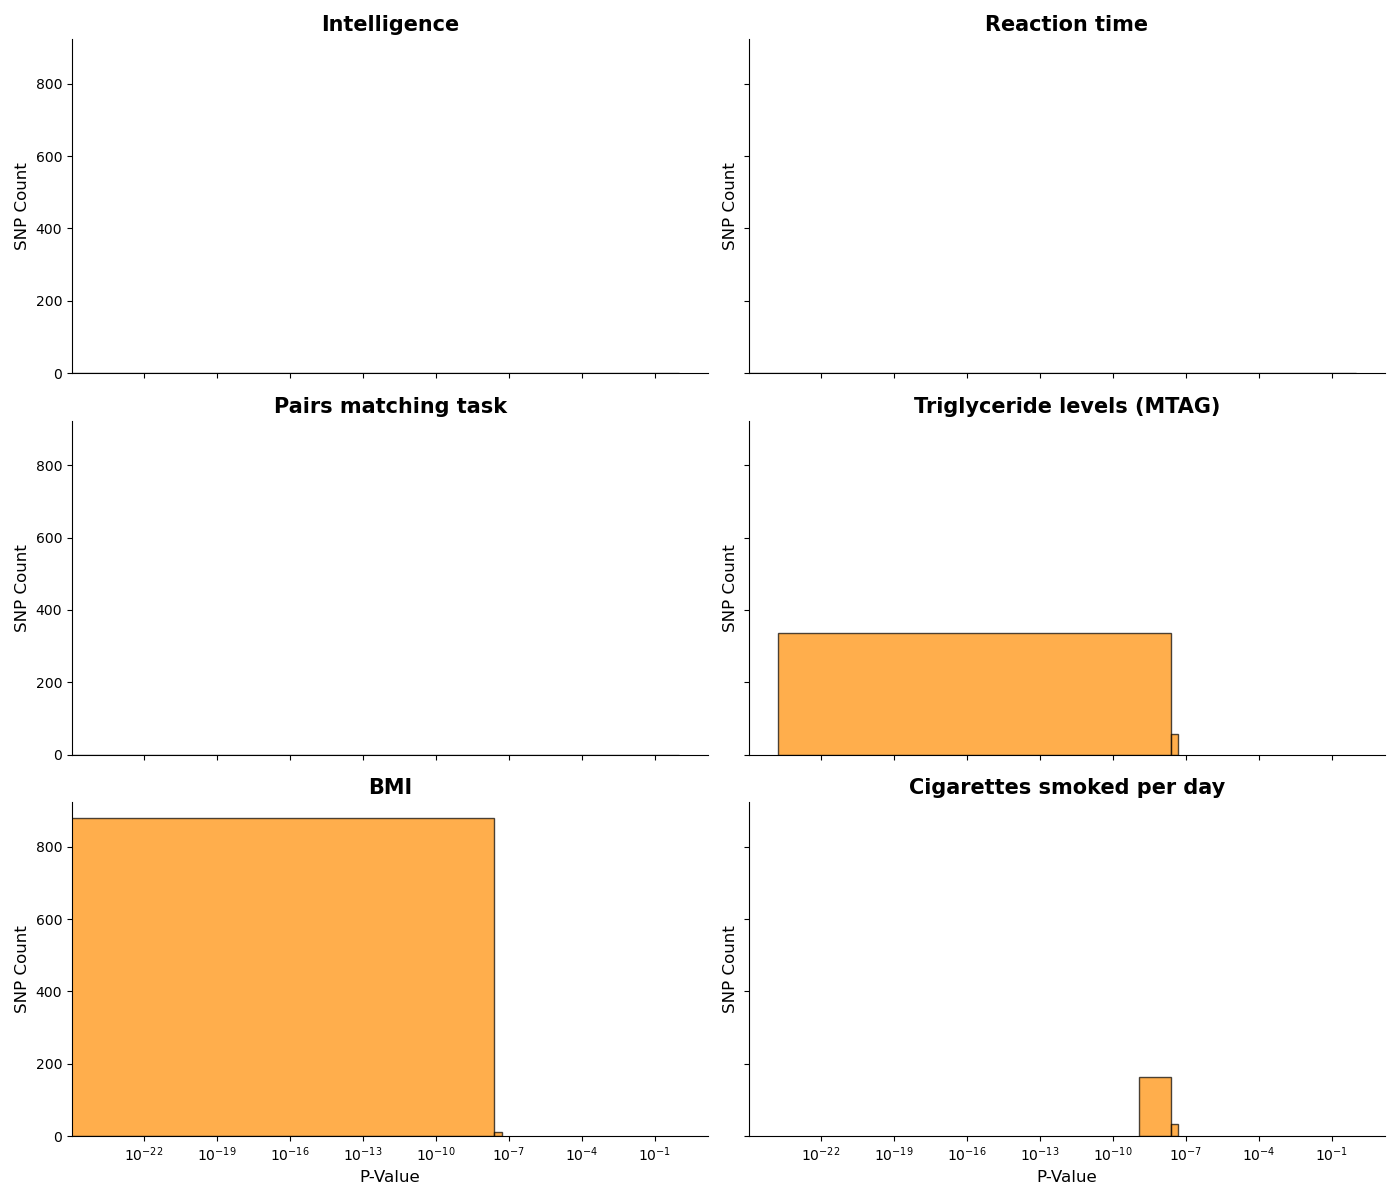 Intelligence
SNP Count
800
600
400
200
0
Reaction time
SNP Count
Pairs matching task
SNP Count
800
600
400
200
0
Triglyceride levels (MTAG)
SNP Count
BMI
SNP Count
800
600
400
200
0
10⁻²² 10⁻¹⁹ 10⁻¹⁶ 10⁻¹³ 10⁻¹⁰ 10⁻⁷ 10⁻⁴ 10⁻¹
P-Value
Cigarettes smoked per day
SNP Count
10⁻²² 10⁻¹⁹ 10⁻¹⁶ 10⁻¹³ 10⁻¹⁰ 10⁻⁷ 10⁻⁴ 10⁻¹
P-Value